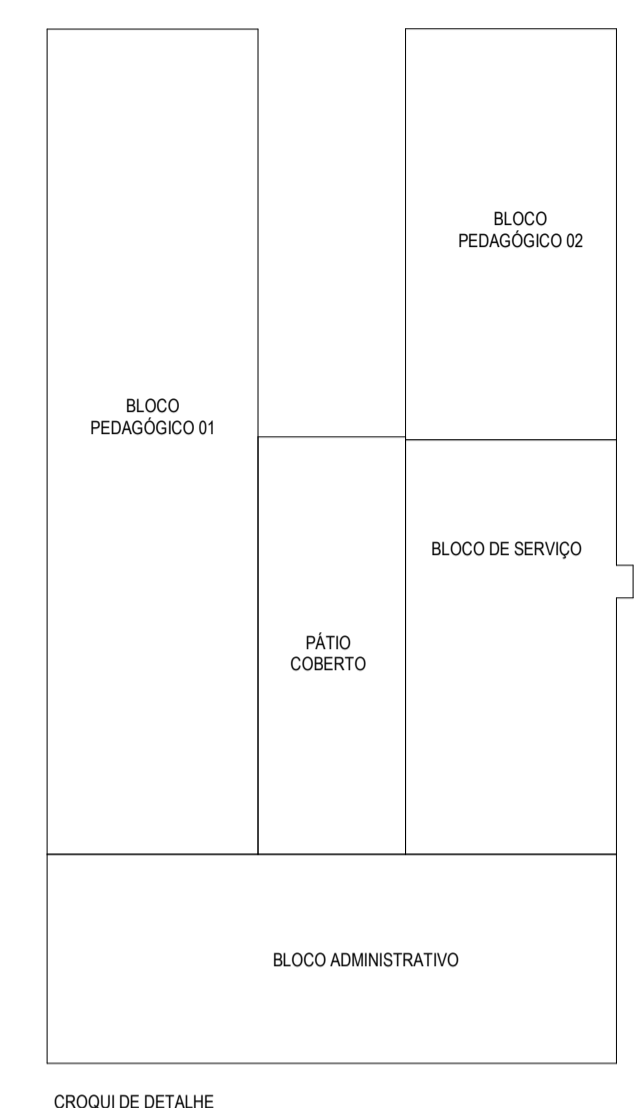 BLOCO
PEDAGÓGICO 02
BLOCO
PEDAGÓGICO 01
BLOCO DE SERVIÇO
PÁTIO
COBERTO
BLOCO ADMINISTRATIVO
CROQUI DE DETALHE